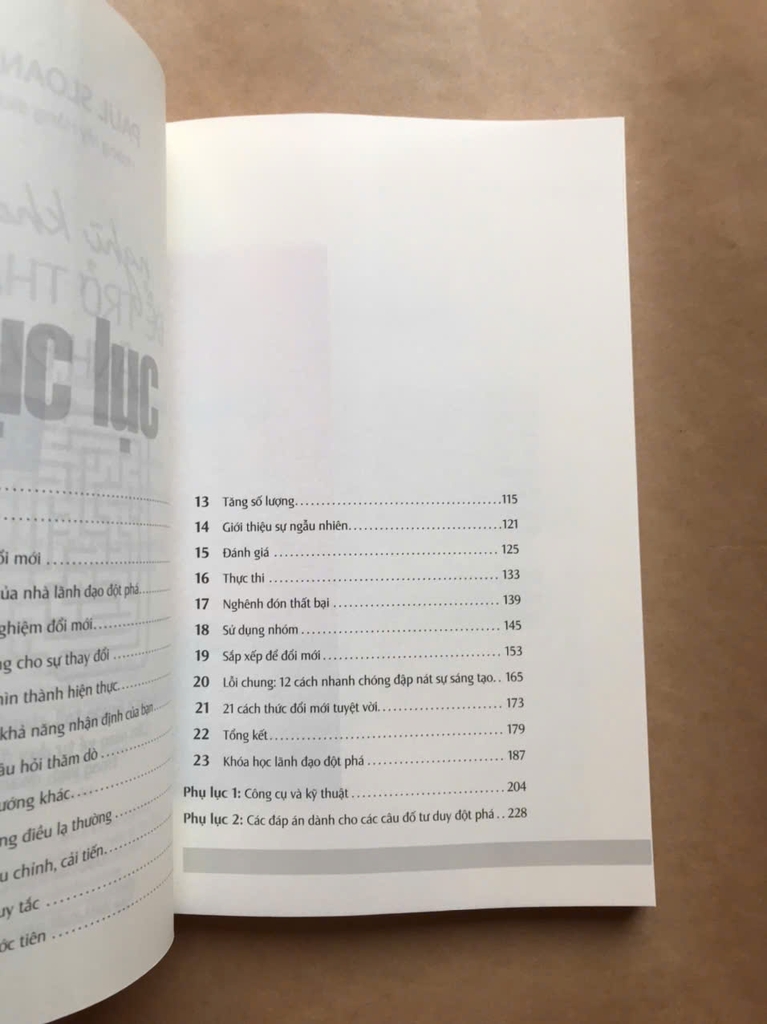 PAUL SLOAN
ục lục
ổi mới
ủa nhà lãnh đạo đột phá
ghiệm đổi mới
ng cho sự thay đổi
hìn thành hiện thực
khả năng nhận định của bạn
âu hỏi thăm dò
ướng khác
ng điều lạ thường
u chỉnh, cải tiến
uy tắc
ớc tiên
13 Tăng số lượng 115
14 Giới thiệu sự ngẫu nhiên 121
15 Đánh giá 125
16 Thực thi 133
17 Nghênh đón thất bại 139
18 Sử dụng nhóm 145
19 Sắp xếp để đổi mới 153
20 Lỗi chung: 12 cách nhanh chóng đập nát sự sáng tạo.. 165
21 21 cách thức đổi mới tuyệt vời 173
22 Tổng kết 179
23 Khóa học lãnh đạo đột phá 187
Phụ lục 1: Công cụ và kỹ thuật 204
Phụ lục 2: Các đáp án dành cho các câu đố tư duy đột phá.. 228